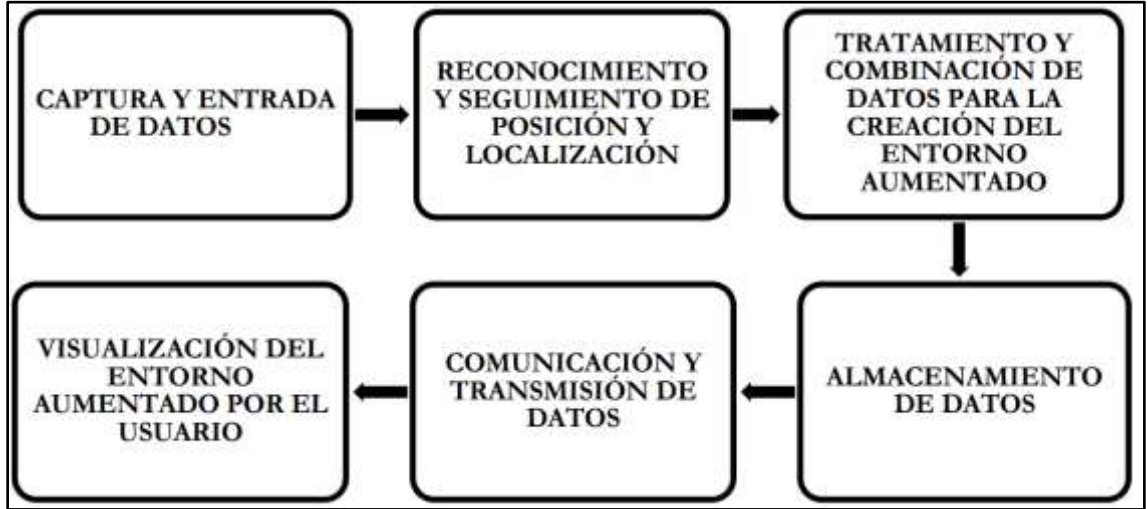 CAPTURA Y ENTRADA
DE DATOS
RECONOCIMIENTO
Y SEGUIMIENTO DE
POSICIÓN Y
LOCALIZACIÓN
TRATAMIENTO Y
COMBINACIÓN DE
DATOS PARA LA
CREACIÓN DEL
ENTORNO
AUMENTADO
ALMACENAMIENTO
DE DATOS
COMUNICACIÓN Y
TRANSMISIÓN DE
DATOS
VISUALIZACIÓN DEL
ENTORNO
AUMENTADO POR EL
USUARIO